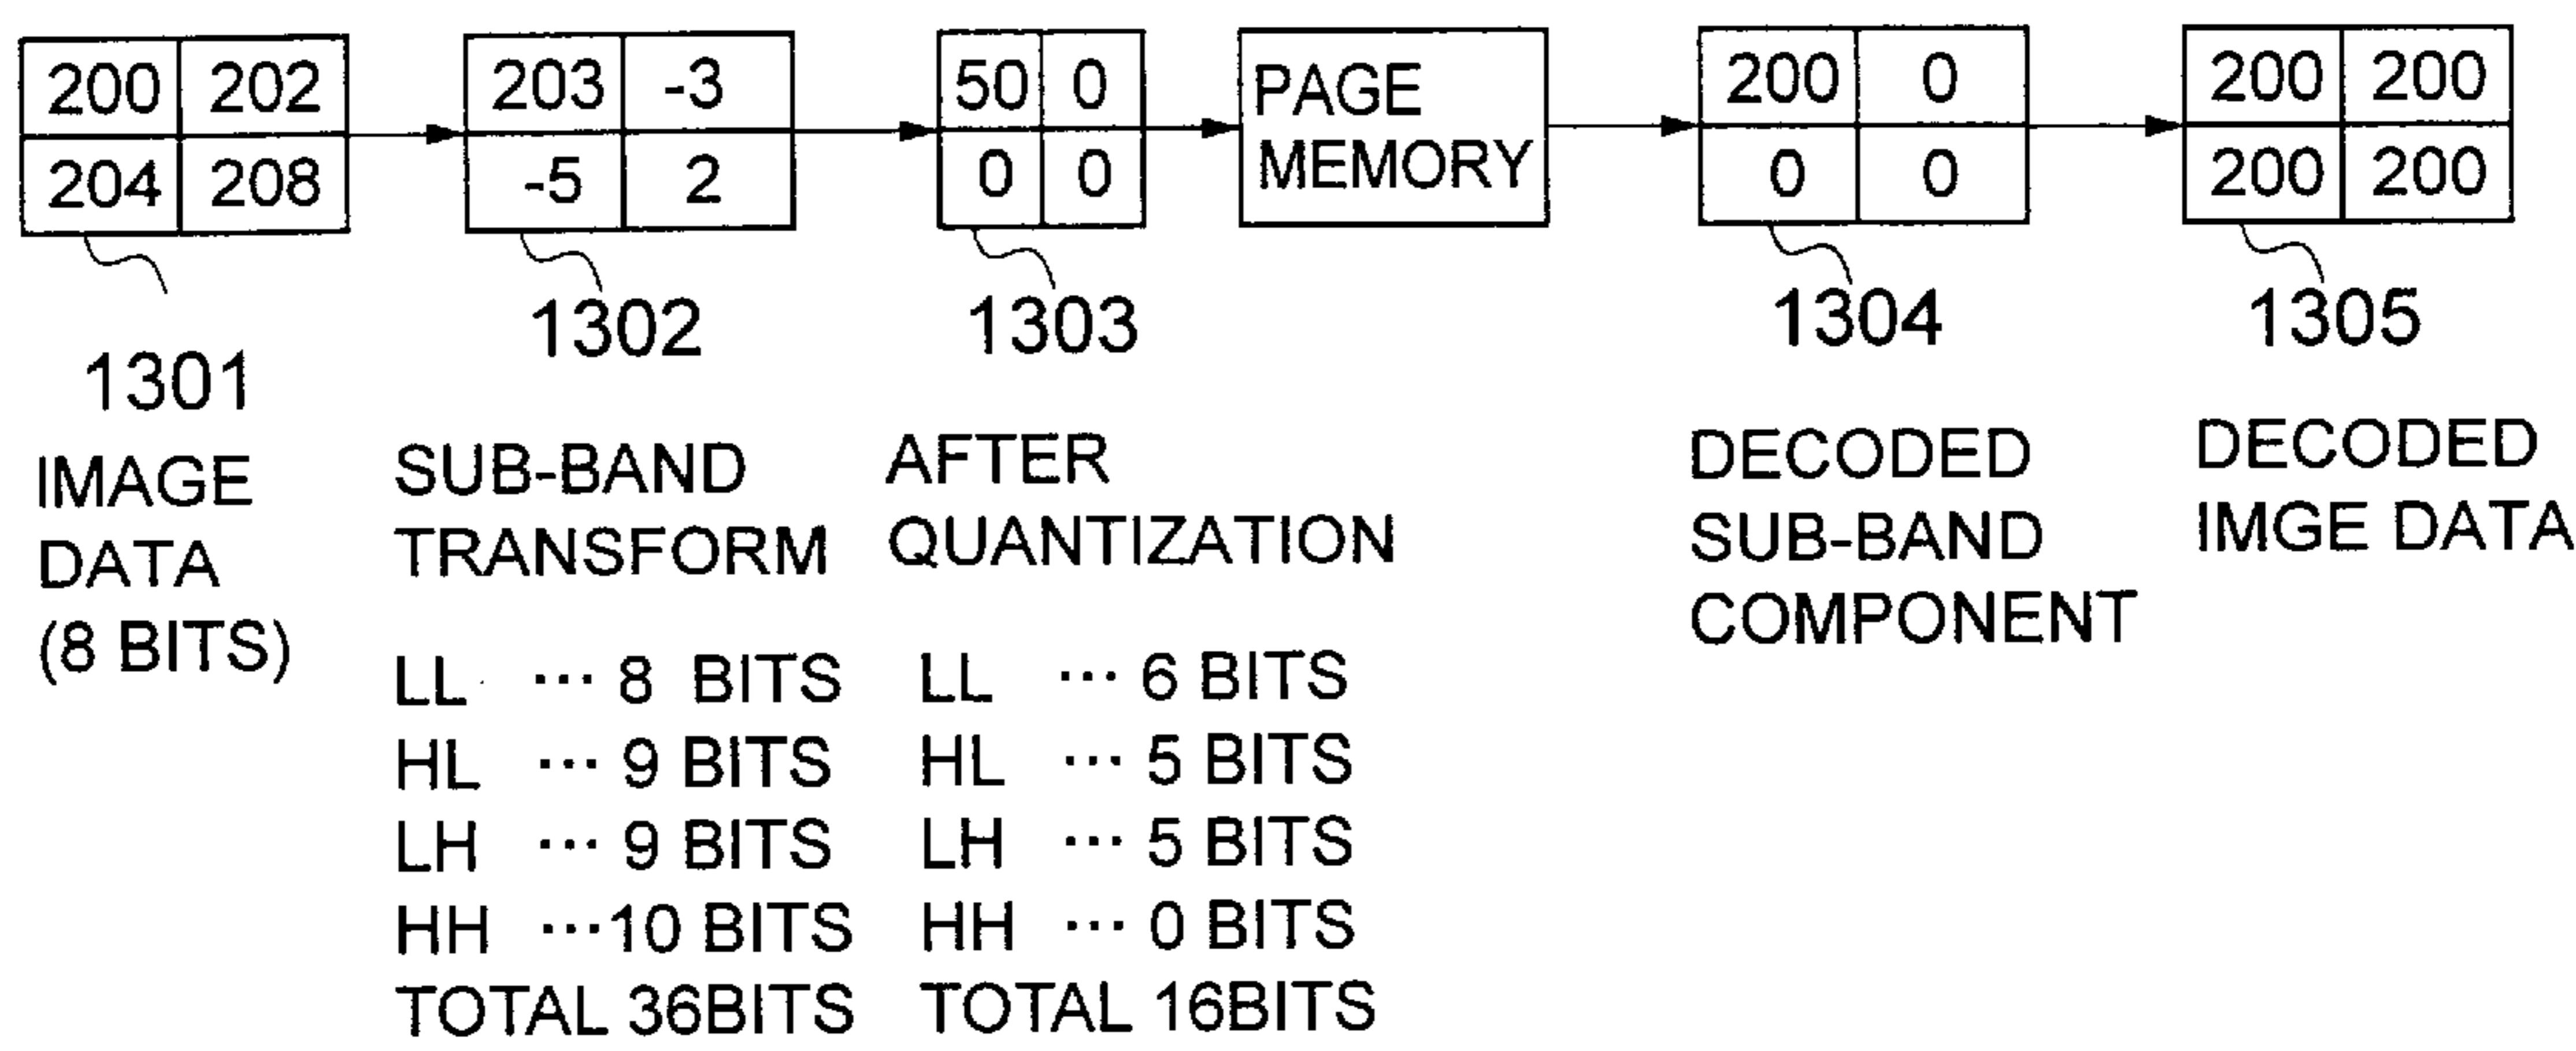 200 202
204 208
1301
IMAGE
DATA
(8 BITS)
203 -3
-5 2
1302
SUB-BAND
TRANSFORM
LL ··· 8 BITS
HL ··· 9 BITS
LH ··· 9 BITS
HH ···10 BITS
TOTAL 36BITS
50 0
0 0
1303
AFTER
QUANTIZATION
LL ··· 6 BITS
HL ··· 5 BITS
LH ··· 5 BITS
HH ··· 0 BITS
TOTAL 16BITS
PAGE
MEMORY
200 0
0 0
1304
DECODED
SUB-BAND
COMPONENT
200 200
200 200
1305
DECODED
IMGE DATA